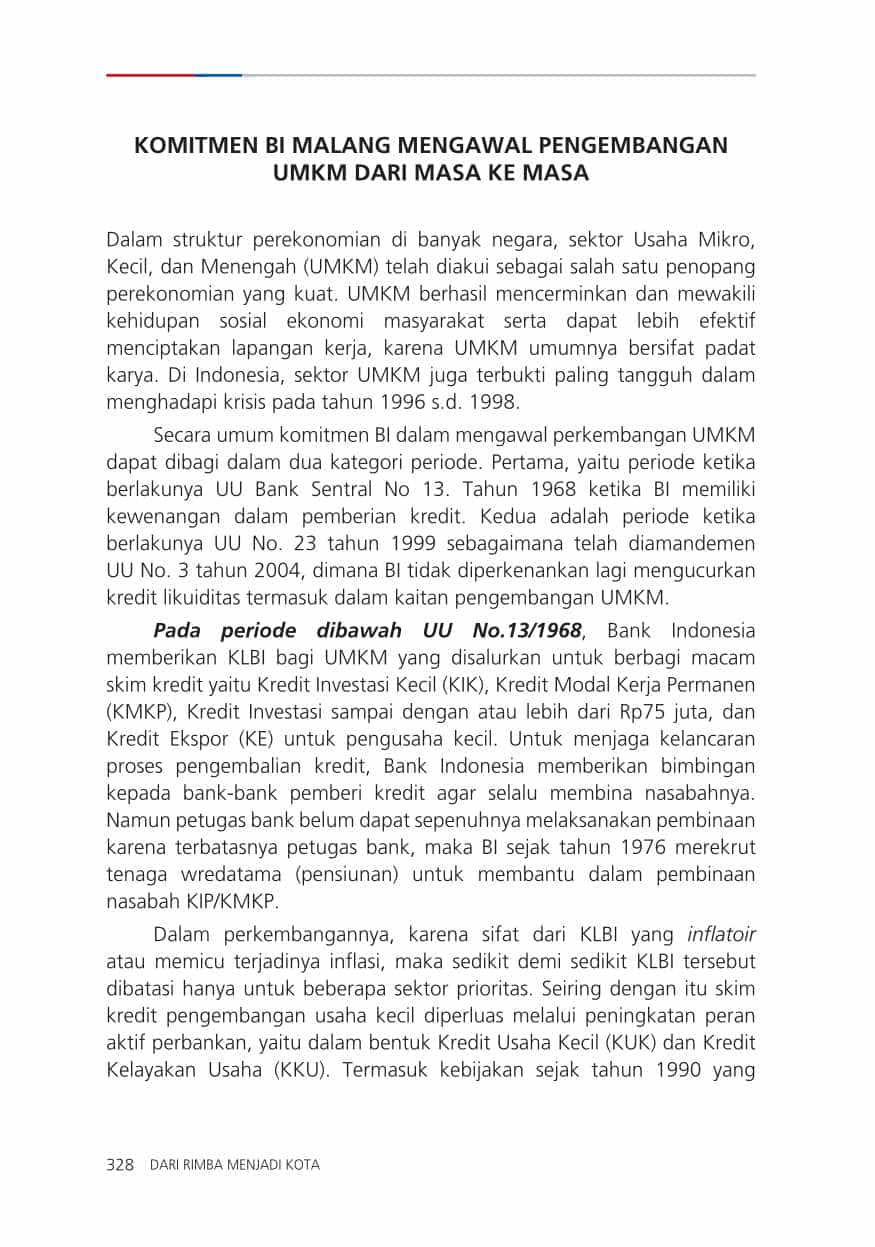 KOMITMEN BI MALANG MENGAWAL PENGEMBANGAN
UMKM DARI MASA KE MASA
Dalam struktur perekonomian di banyak negara, sektor Usaha Mikro,
Kecil, dan Menengah (UMKM) telah diakui sebagai salah satu penopang
perekonomian yang kuat. UMKM berhasil mencerminkan dan mewakili
kehidupan sosial ekonomi masyarakat serta dapat lebih efektif
menciptakan lapangan kerja, karena UMKM umumnya bersifat padat
karya. Di Indonesia, sektor UMKM juga terbukti paling tangguh dalam
menghadapi krisis pada tahun 1996 s.d. 1998.
Secara umum komitmen BI dalam mengawal perkembangan UMKM
dapat dibagi dalam dua kategori periode. Pertama, yaitu periode ketika
berlakunya UU Bank Sentral No 13. Tahun 1968 ketika BI memiliki
kewenangan dalam pemberian kredit. Kedua adalah periode ketika
berlakunya UU No. 23 tahun 1999 sebagaimana telah diamandemen
UU No. 3 tahun 2004, dimana BI tidak diperkenankan lagi mengucurkan
kredit likuiditas termasuk dalam kaitan pengembangan UMKM.
Pada periode dibawah UU No.13/1968, Bank Indonesia
memberikan KLBI bagi UMKM yang disalurkan untuk berbagi macam
skim kredit yaitu Kredit Investasi Kecil (KIK), Kredit Modal Kerja Permanen
(KMKP), Kredit Investasi sampai dengan atau lebih dari Rp75 juta, dan
Kredit Ekspor (KE) untuk pengusaha kecil. Untuk menjaga kelancaran
proses pengembalian kredit, Bank Indonesia memberikan bimbingan
kepada bank-bank pemberi kredit agar selalu membina nasabahnya.
Namun petugas bank belum dapat sepenuhnya melaksanakan pembinaan
karena terbatasnya petugas bank, maka BI sejak tahun 1976 merekrut
tenaga wredatama (pensiunan) untuk membantu dalam pembinaan
nasabah KIP/KMKP.
Dalam perkembangannya, karena sifat dari KLBI yang inflatoir
atau memicu terjadinya inflasi, maka sedikit demi sedikit KLBI tersebut
dibatasi hanya untuk beberapa sektor prioritas. Seiring dengan itu skim
kredit pengembangan usaha kecil diperluas melalui peningkatan peran
aktif perbankan, yaitu dalam bentuk Kredit Usaha Kecil (KUK) dan Kredit
Kelayakan Usaha (KKU). Termasuk kebijakan sejak tahun 1990 yang
328 DARI RIMBA MENJADI KOTA